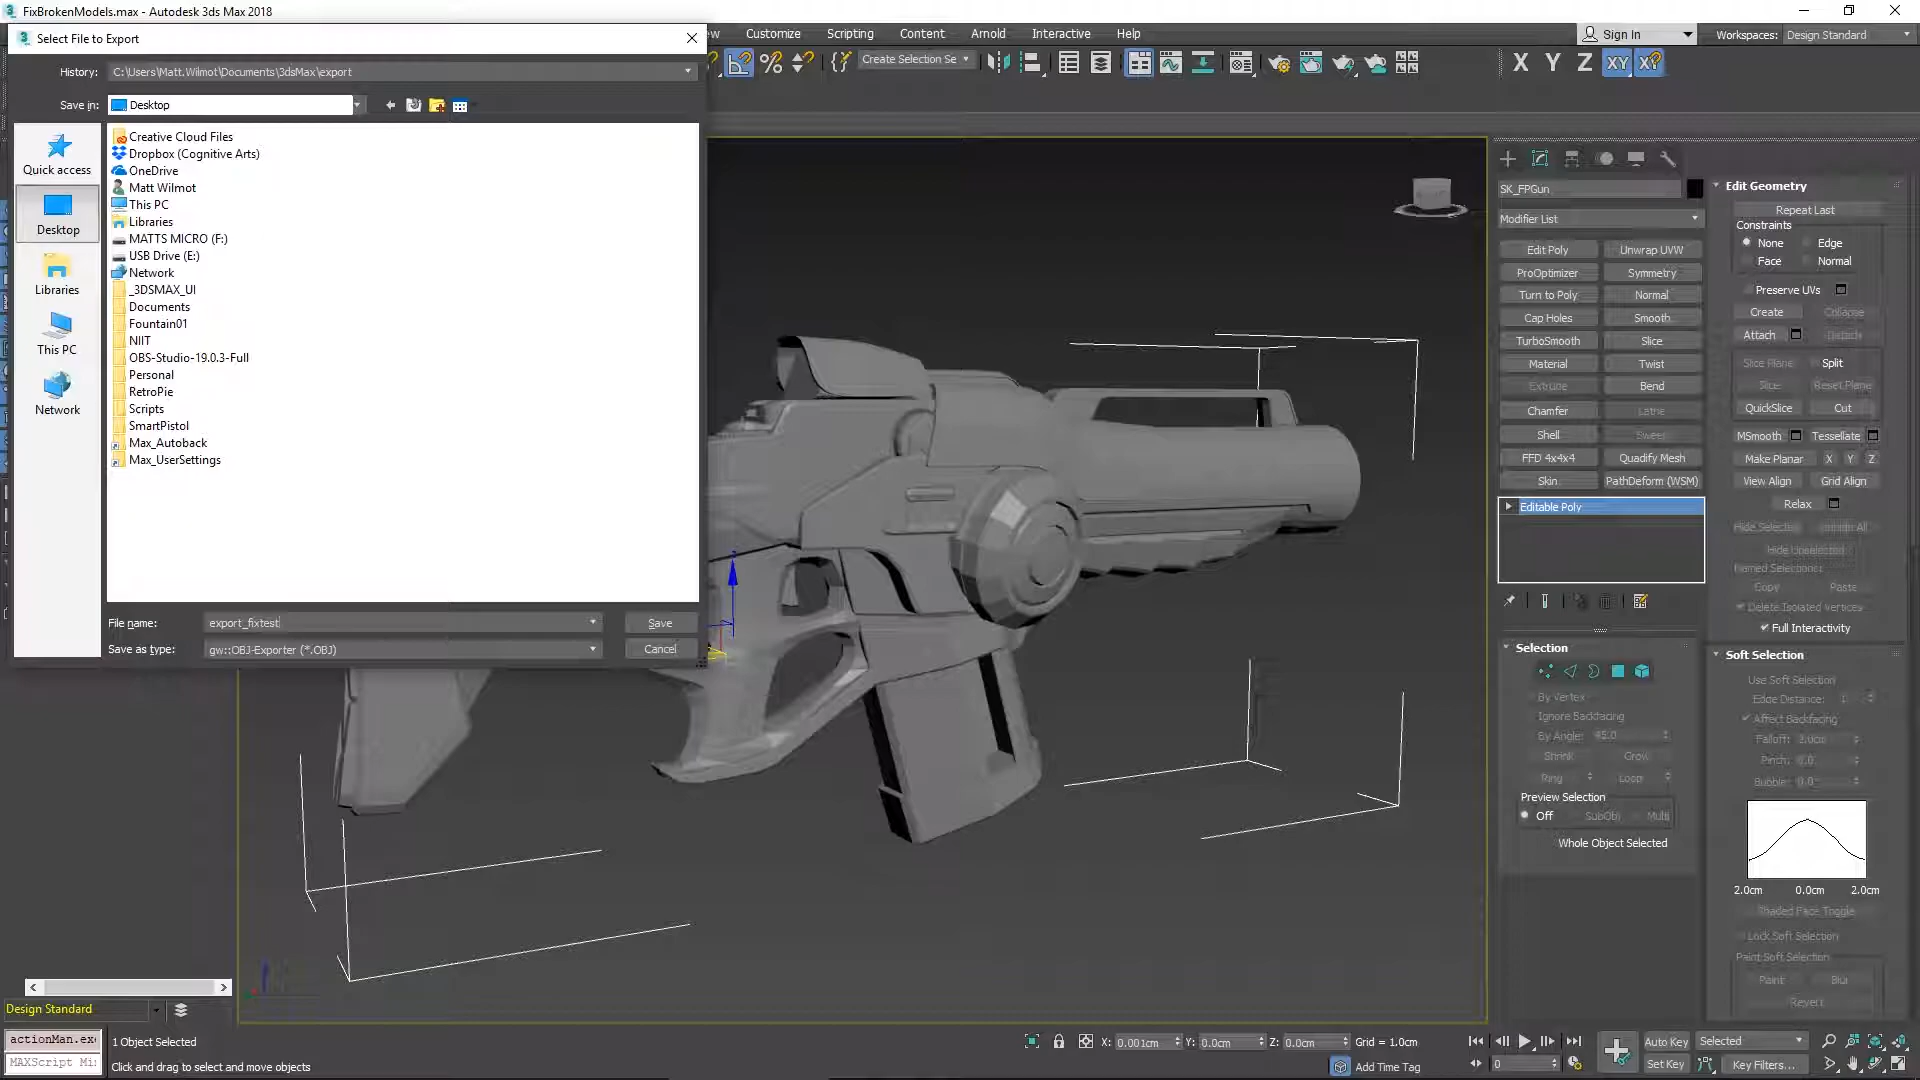 FixBrokenModels.max - Autodesk 3ds Max 2018
Select File to Export
Customize
Scripting
Content
Arnold
Interactive
Help
Sign In
Workspaces: Design Standard
History: C:\Users\Matt.Wilmot\Documents\3dsMax\export
Create Selection Se
X Y Z XY
Save in: Desktop
Quick access
Desktop
Libraries
This PC
Network
Creative Cloud Files
Dropbox (Cognitive Arts)
OneDrive
Matt Wilmot
This PC
Libraries
MATTS MICRO (F:)
USB Drive (E:)
Network
_3DSMAX_UI
Documents
Fountain01
NIIT
OBS-Studio-19.0.3-Full
Personal
RetroPie
Scripts
SmartPistol
Max_Autoback
Max_UserSettings
File name: export_fixtest
Save
Save as type: gw::OBJ-Exporter (*.OBJ)
Cancel
SK_FPGun
Modifier List
Edit Poly Unwrap UVW
ProOptimizer Symmetry
Turn to Poly Normal
Cap Holes Smooth
TurboSmooth Slice
Material Twist
Extrude Bend
Chamfer Lathe
Shell Sweep
FFD 4x4x4 Quadify Mesh
Skin PathDeform (WSM)
Editable Poly
Selection
By Vertex
Ignore Backfacing
By Angle: 45.0
Shrink Grow
Ring Loop
Preview Selection
Off SubObj Multi
Whole Object Selected
Edit Geometry
Repeat Last
Constraints
None Edge
Face Normal
Preserve UVs
Create Collapse
Attach Detach
Slice Plane Split
Slice Reset Plane
QuickSlice Cut
MSmooth Tessellate
Make Planar X Y Z
View Align Grid Align
Relax
Hide Selected Unhide All
Hide Unselected
Named Selections:
Copy Paste
Delete Isolated Vertices
Full Interactivity
Soft Selection
Use Soft Selection
Edge Distance: 1
Affect Backfacing
Falloff: 2.0cm
Pinch: 0.0
Bubble: 0.0
2.0cm 0.0cm 2.0cm
Shaded Face Toggle
Lock Soft Selection
Paint Soft Selection
Paint Blur
Revert
Design Standard
actionMan.exe
MAXScript Mi
1 Object Selected
Click and drag to select and move objects
X: 0.001cm Y: 0.0cm Z: 0.0cm Grid = 1.0cm
Add Time Tag
0
Auto Key Selected
Set Key Key Filters...